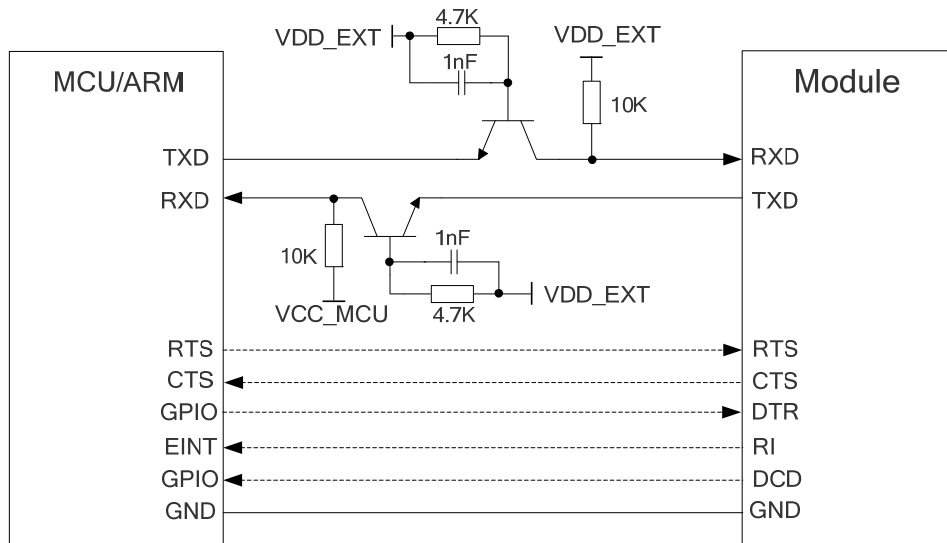 4.7K
VDD_EXT
VDD_EXT
1nF
MCU/ARM
Module
10K
TXD
RXD
RXD
TXD
1nF
10K
VDD_EXT
VCC_MCU
4.7K
RTS
RTS
CTS
CTS
GPIO
DTR
EINT
RI
GPIO
DCD
GND
GND